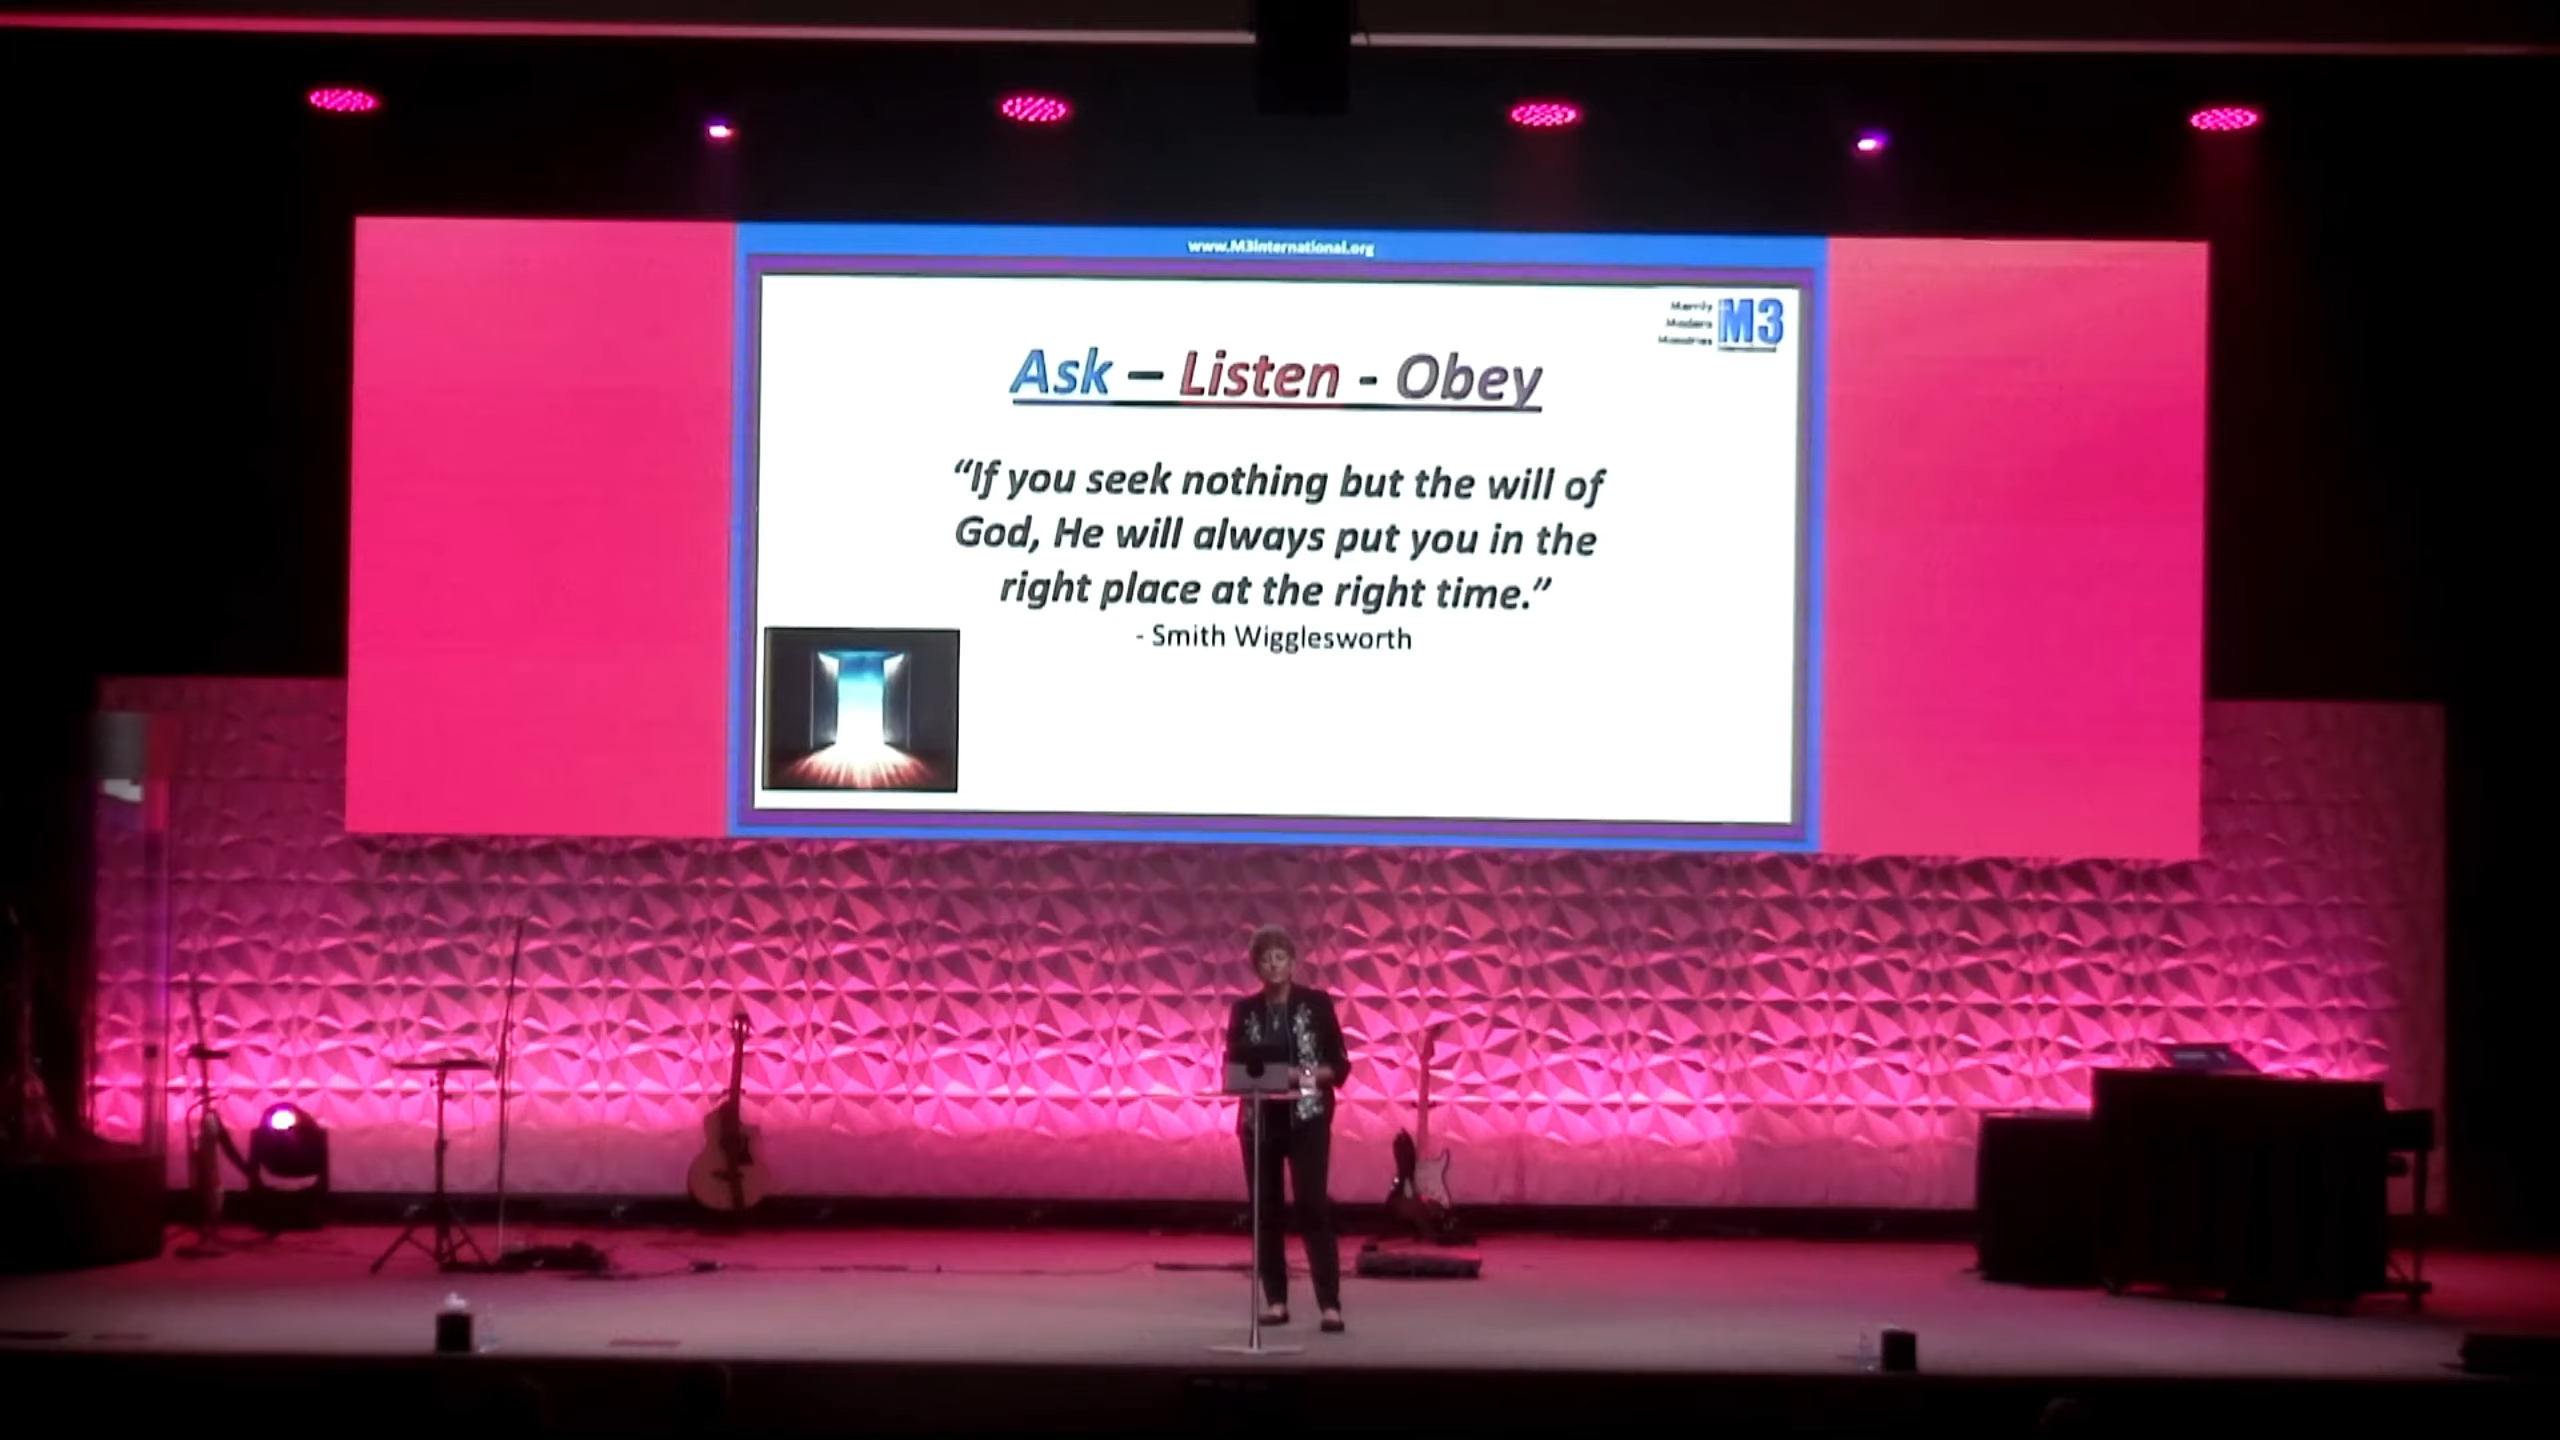 www.M3international.org
M3
Ask – Listen - Obey
“If you seek nothing but the will of
God, He will always put you in the
right place at the right time.”
- Smith Wigglesworth